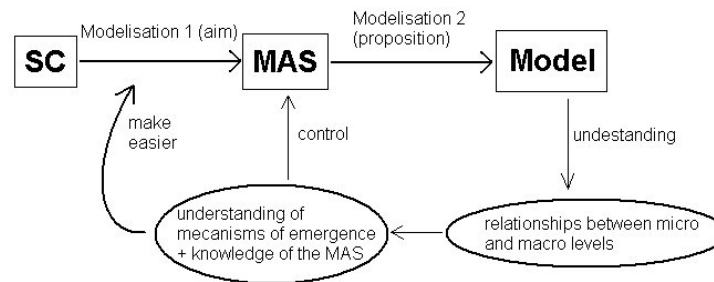 Modelisation 1 (aim)
Modelisation 2
(proposition)
SC
MAS
Model
make
easier
control
undestanding
understanding of
mecanisms of emergence
+ knowledge of the MAS
relationships between micro
and macro levels